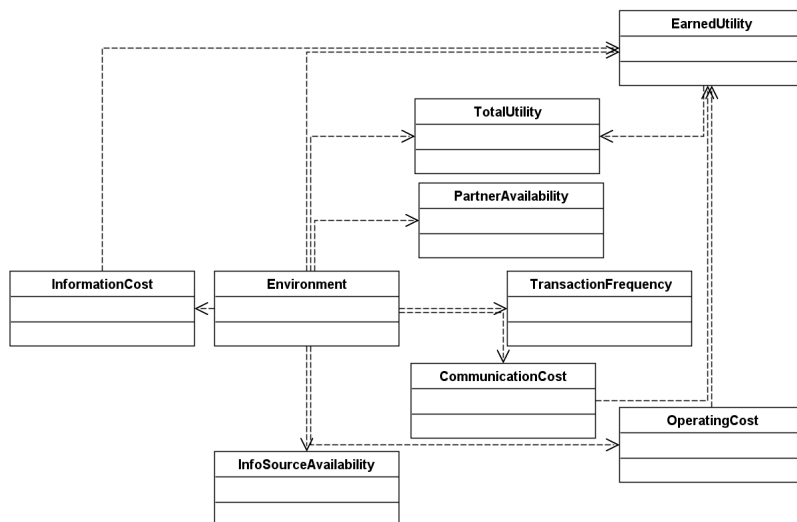 EarnedUtility
TotalUtility
PartnerAvailability
InformationCost
Environment
TransactionFrequency
CommunicationCost
OperatingCost
InfoSourceAvailability